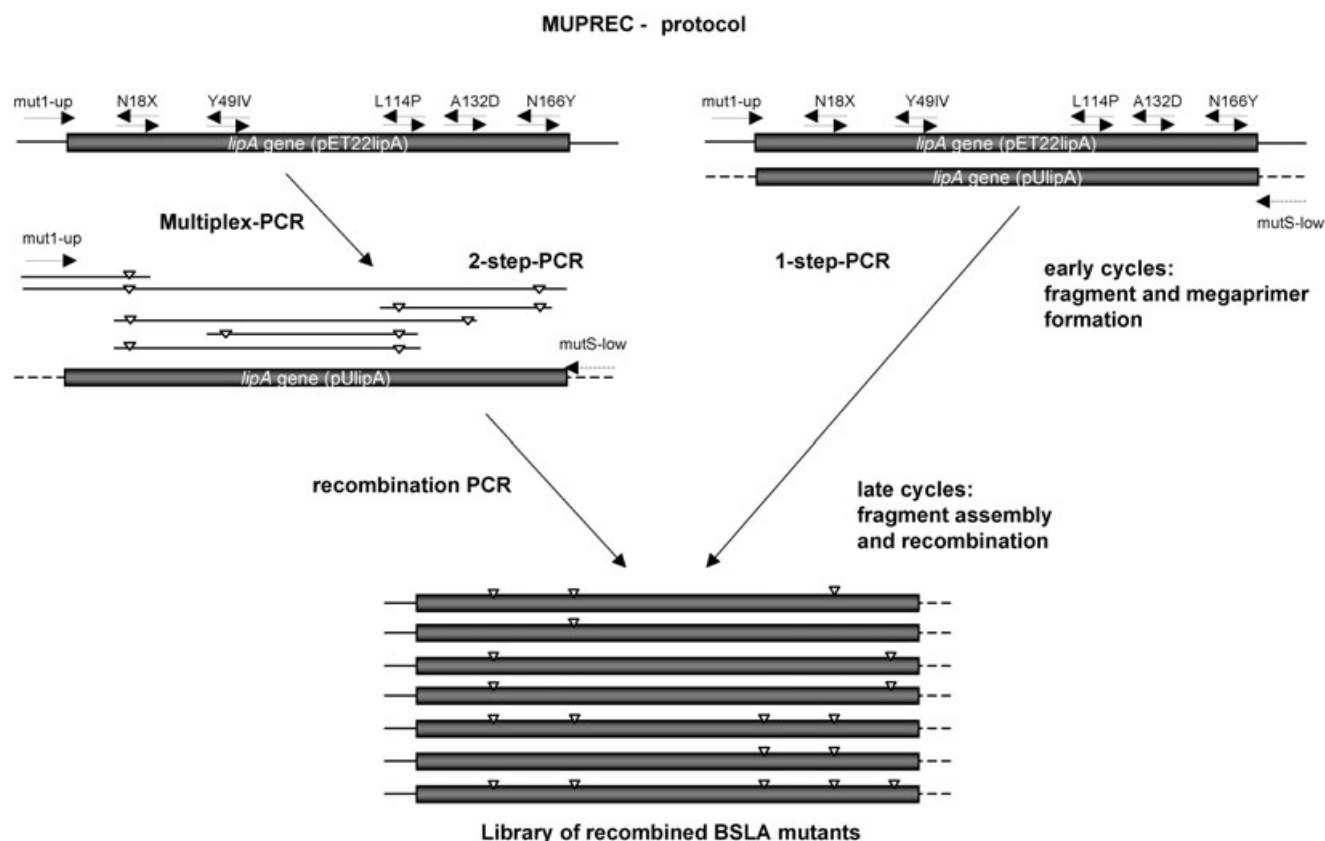 MUPREC - protocol
mut1-up N18X Y49IV L114P A132D N166Y
lipA gene (pET22lipA)
mut1-up N18X Y49IV L114P A132D N166Y
lipA gene (pET22lipA)
lipA gene (pUlipA)
mutS-low
Multiplex-PCR
mut1-up
2-step-PCR
1-step-PCR
early cycles:
fragment and megaprimer
formation
mutS-low
lipA gene (pUlipA)
recombination PCR
late cycles:
fragment assembly
and recombination
Library of recombined BSLA mutants